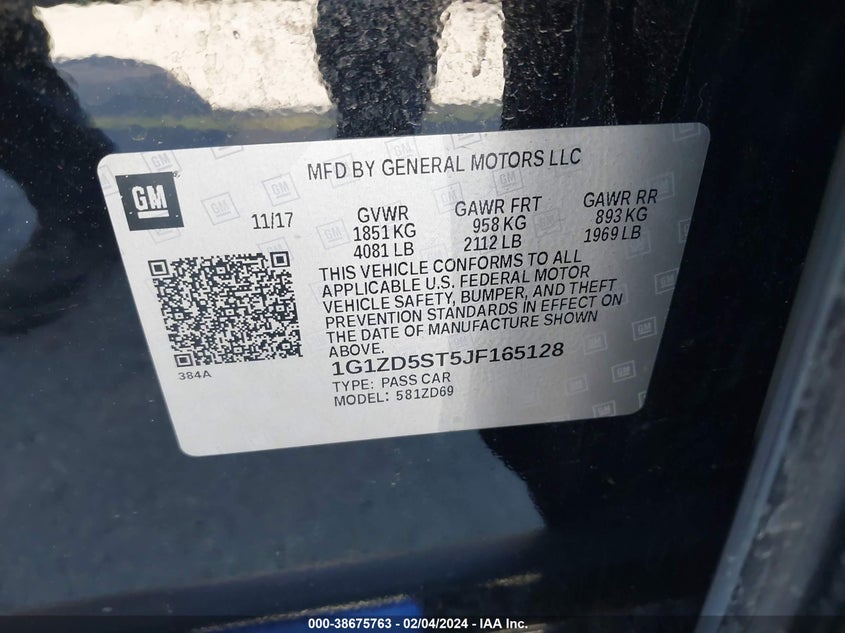 MFD BY GENERAL MOTORS LLC
GM
11/17
GVWR
1851 KG
4081 LB
GAWR FRT
958 KG
2112 LB
GAWR RR
893 KG
1969 LB
THIS VEHICLE CONFORMS TO ALL
APPLICABLE U.S. FEDERAL MOTOR
VEHICLE SAFETY, BUMPER, AND THEFT
PREVENTION STANDARDS IN EFFECT ON
THE DATE OF MANUFACTURE SHOWN
ABOVE.
384A
1G1ZD5ST5JF165128
TYPE: PASS CAR
MODEL: 581ZD69
000-38675763 - 02/04/2024 - IAA, Inc.